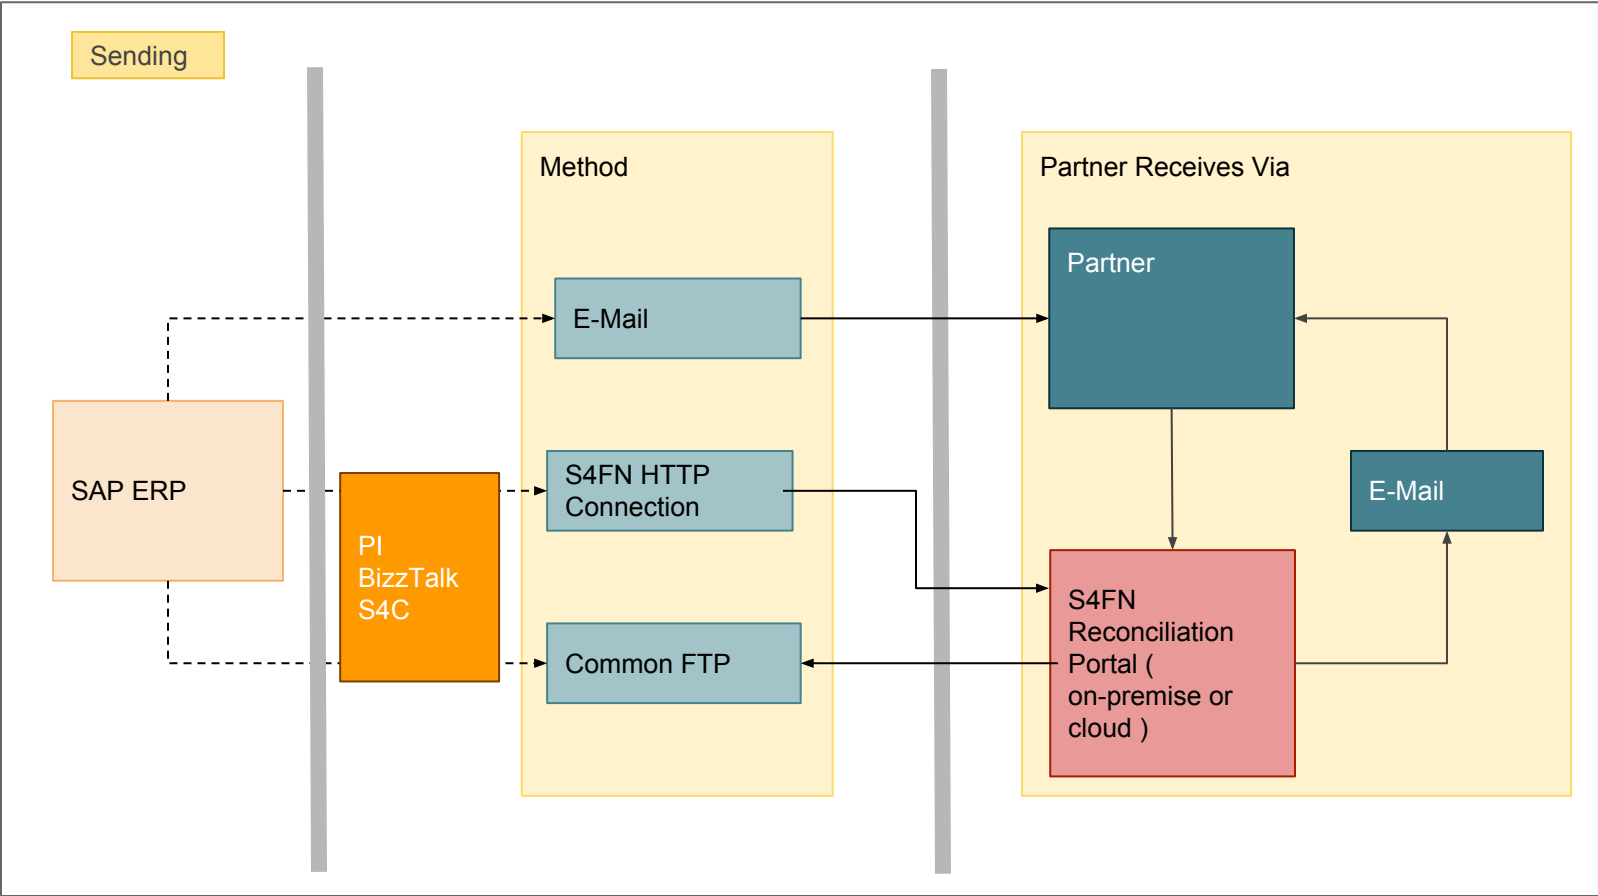 Sending
Method
Partner Receives Via
Partner
E-Mail
SAP ERP
S4FN HTTP
Connection
E-Mail
PI
BizzTalk
S4C
S4FN
Reconciliation
Portal (
on-premise or
cloud )
Common FTP